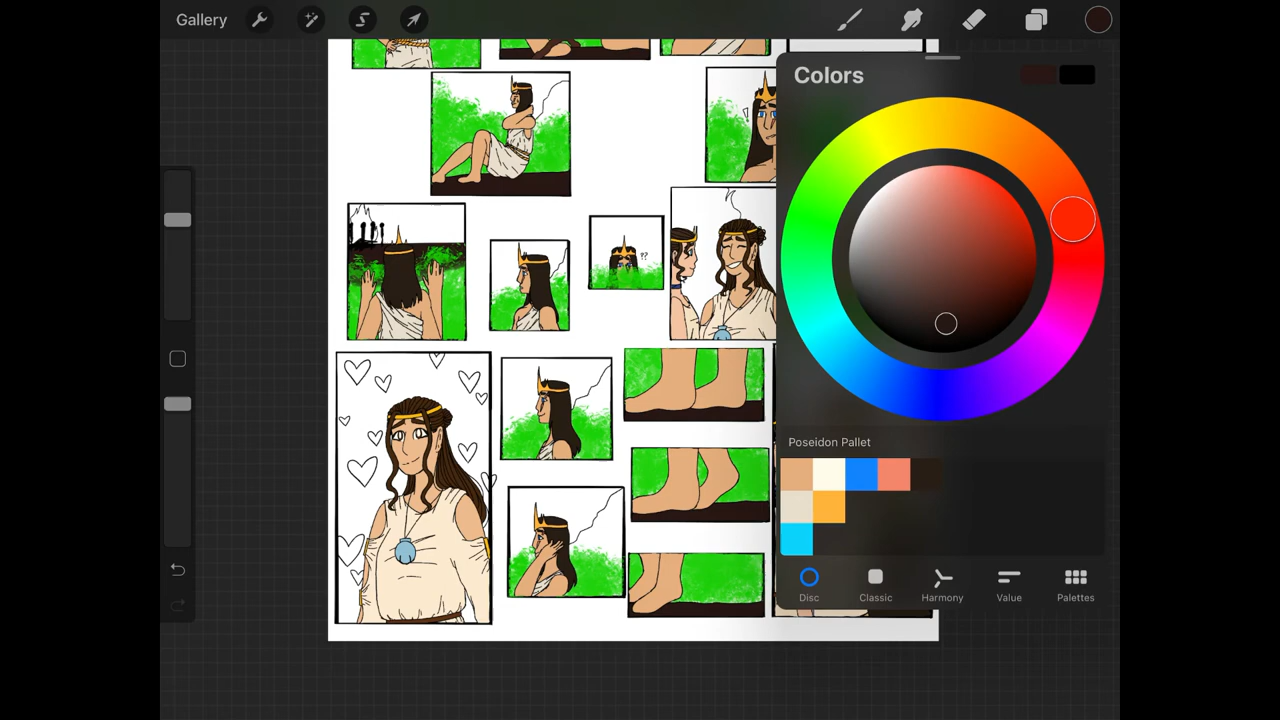 Gallery
Colors
??
Poseidon Pallet
Disc
Classic
Harmony
Value
Palettes